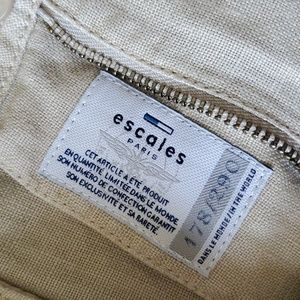 escales
PARIS
CET ARTICLE A ÉTÉ PRODUIT
EN QUANTITÉ LIMITÉE DANS LE MONDE.
SON NUMÉRO DE CONFECTION GARANTIT
SON EXCLUSIVITÉ ET SA RARETÉ.
178/290
DANS LE MONDE/IN THE WORLD